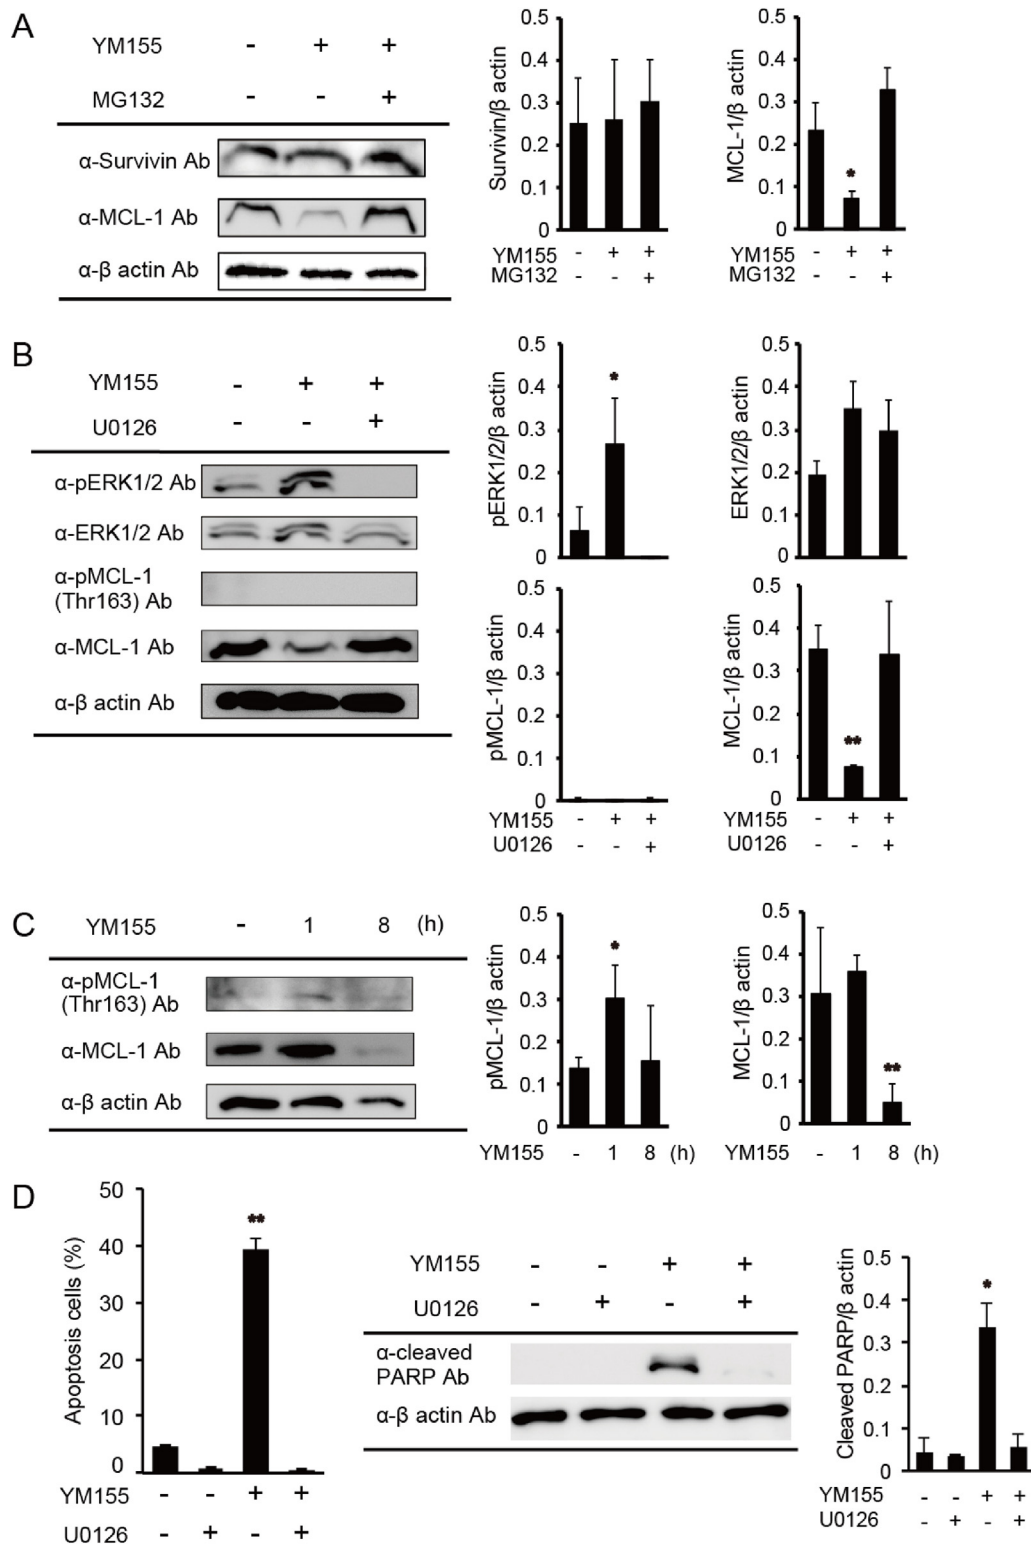 A
YM155 - + +
MG132 - - +
α-Survivin Ab
α-MCL-1 Ab
α-β actin Ab
Survivin/β actin
0.5
0.4
0.3
0.2
0.1
0
YM155 - + +
MG132 - - +
MCL-1/β actin
0.5
0.4
0.3
0.2
0.1
0
*
YM155 - + +
MG132 - - +
B
YM155 - + +
U0126 - - +
α-pERK1/2 Ab
α-ERK1/2 Ab
α-pMCL-1
(Thr163) Ab
α-MCL-1 Ab
α-β actin Ab
pERK1/2/β actin
0.5
0.4
0.3
0.2
0.1
0
*
ERK1/2/β actin
0.5
0.4
0.3
0.2
0.1
0
pMCL-1/β actin
0.5
0.4
0.3
0.2
0.1
0
YM155 - + +
U0126 - - +
MCL-1/β actin
0.5
0.4
0.3
0.2
0.1
0
**
YM155 - + +
U0126 - - +
C
YM155 - 1 8 (h)
α-pMCL-1
(Thr163) Ab
α-MCL-1 Ab
α-β actin Ab
pMCL-1/β actin
0.5
0.4
0.3
0.2
0.1
0
*
YM155 - 1 8 (h)
MCL-1/β actin
0.5
0.4
0.3
0.2
0.1
0
**
YM155 - 1 8 (h)
D
Apoptosis cells (%)
50
40
30
20
10
0
**
YM155 - - + +
U0126 - + - +
YM155 - - + +
U0126 - + - +
α-cleaved
PARP Ab
α-β actin Ab
Cleaved PARP/β actin
0.5
0.4
0.3
0.2
0.1
0
*
YM155 - - + +
U0126 - + - +